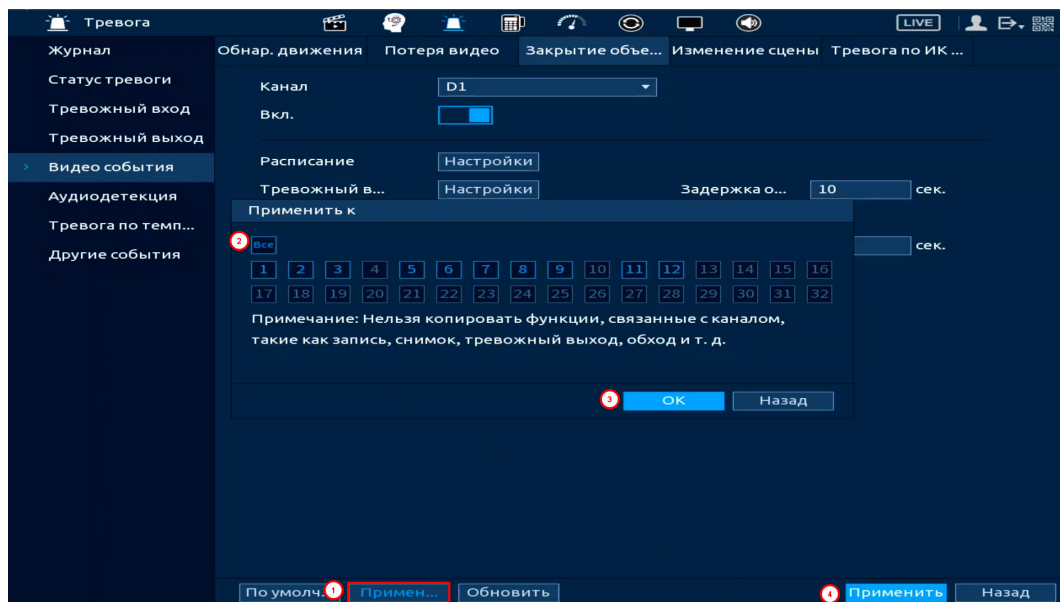 Тревога
LIVE
Журнал
Статус тревоги
Тревожный вход
Тревожный выход
Видео события
Аудиодетекция
Тревога по темп...
Другие события
Обнар. движения Потеря видео Закрытие объе... Изменение сцены Тревога по ИК ...
Канал D1
Вкл.
Расписание Настройки
Тревожный в... Настройки Задержка о... 10 сек.
сек.
Применить к
2 Все
1 2 3 4 5 6 7 8 9 10 11 12 13 14 15 16
17 18 19 20 21 22 23 24 25 26 27 28 29 30 31 32
Примечание: Нельзя копировать функции, связанные с каналом,
такие как запись, снимок, тревожный выход, обход и т. д.
3 OK Назад
По умолч. 1 Примен... Обновить 4 Применить Назад